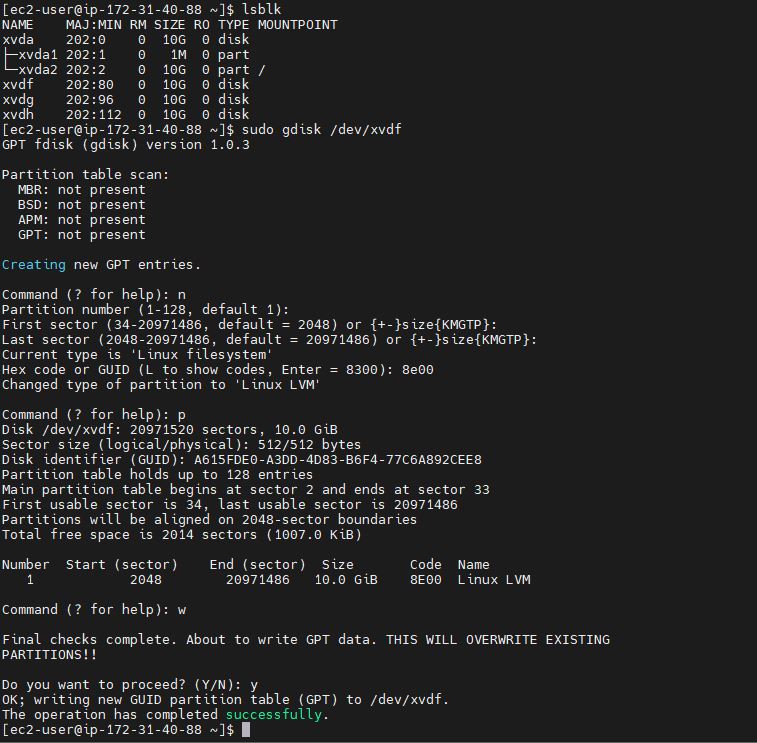 [ec2-user@ip-172-31-40-88 ~]$ lsblk
NAME    MAJ:MIN RM SIZE RO TYPE MOUNTPOINT
xvda    202:0    0  10G  0 disk
├─xvda1 202:1    0   1M  0 part
└─xvda2 202:2    0  10G  0 part /
xvdf    202:80   0  10G  0 disk
xvdg    202:96   0  10G  0 disk
xvdh    202:112  0  10G  0 disk
[ec2-user@ip-172-31-40-88 ~]$ sudo gdisk /dev/xvdf
GPT fdisk (gdisk) version 1.0.3

Partition table scan:
  MBR: not present
  BSD: not present
  APM: not present
  GPT: not present

Creating new GPT entries.

Command (? for help): n
Partition number (1-128, default 1):
First sector (34-20971486, default = 2048) or {+-}size{KMGTP}:
Last sector (2048-20971486, default = 20971486) or {+-}size{KMGTP}:
Current type is 'Linux filesystem'
Hex code or GUID (L to show codes, Enter = 8300): 8e00
Changed type of partition to 'Linux LVM'

Command (? for help): p
Disk /dev/xvdf: 20971520 sectors, 10.0 GiB
Sector size (logical/physical): 512/512 bytes
Disk identifier (GUID): A615FDE0-A3DD-4D83-B6F4-77C6A892CEE8
Partition table holds up to 128 entries
Main partition table begins at sector 2 and ends at sector 33
First usable sector is 34, last usable sector is 20971486
Partitions will be aligned on 2048-sector boundaries
Total free space is 2014 sectors (1007.0 KiB)

Number  Start (sector)    End (sector)  Size       Code  Name
   1            2048        20971486   10.0 GiB    8E00  Linux LVM

Command (? for help): w

Final checks complete. About to write GPT data. THIS WILL OVERWRITE EXISTING
PARTITIONS!!

Do you want to proceed? (Y/N): y
OK; writing new GUID partition table (GPT) to /dev/xvdf.
The operation has completed successfully.
[ec2-user@ip-172-31-40-88 ~]$